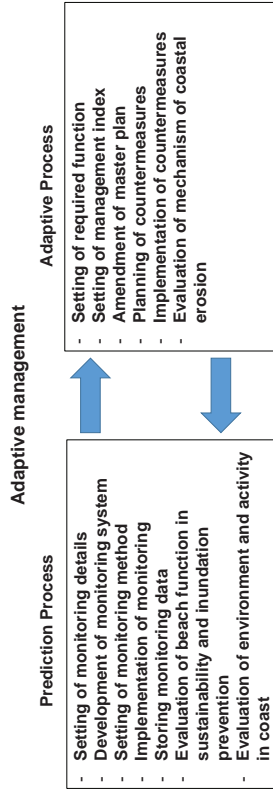 Adaptive management
Prediction Process
- Setting of monitoring details
- Development of monitoring system
- Setting of monitoring method
- Implementation of monitoring
- Storing monitoring data
- Evaluation of beach function in
sustainability and inundation
prevention
- Evaluation of environment and activity
in coast
Adaptive Process
- Setting of required function
- Setting of management index
- Amendment of master plan
- Planning of countermeasures
- Implementation of countermeasures
- Evaluation of mechanism of coastal
erosion